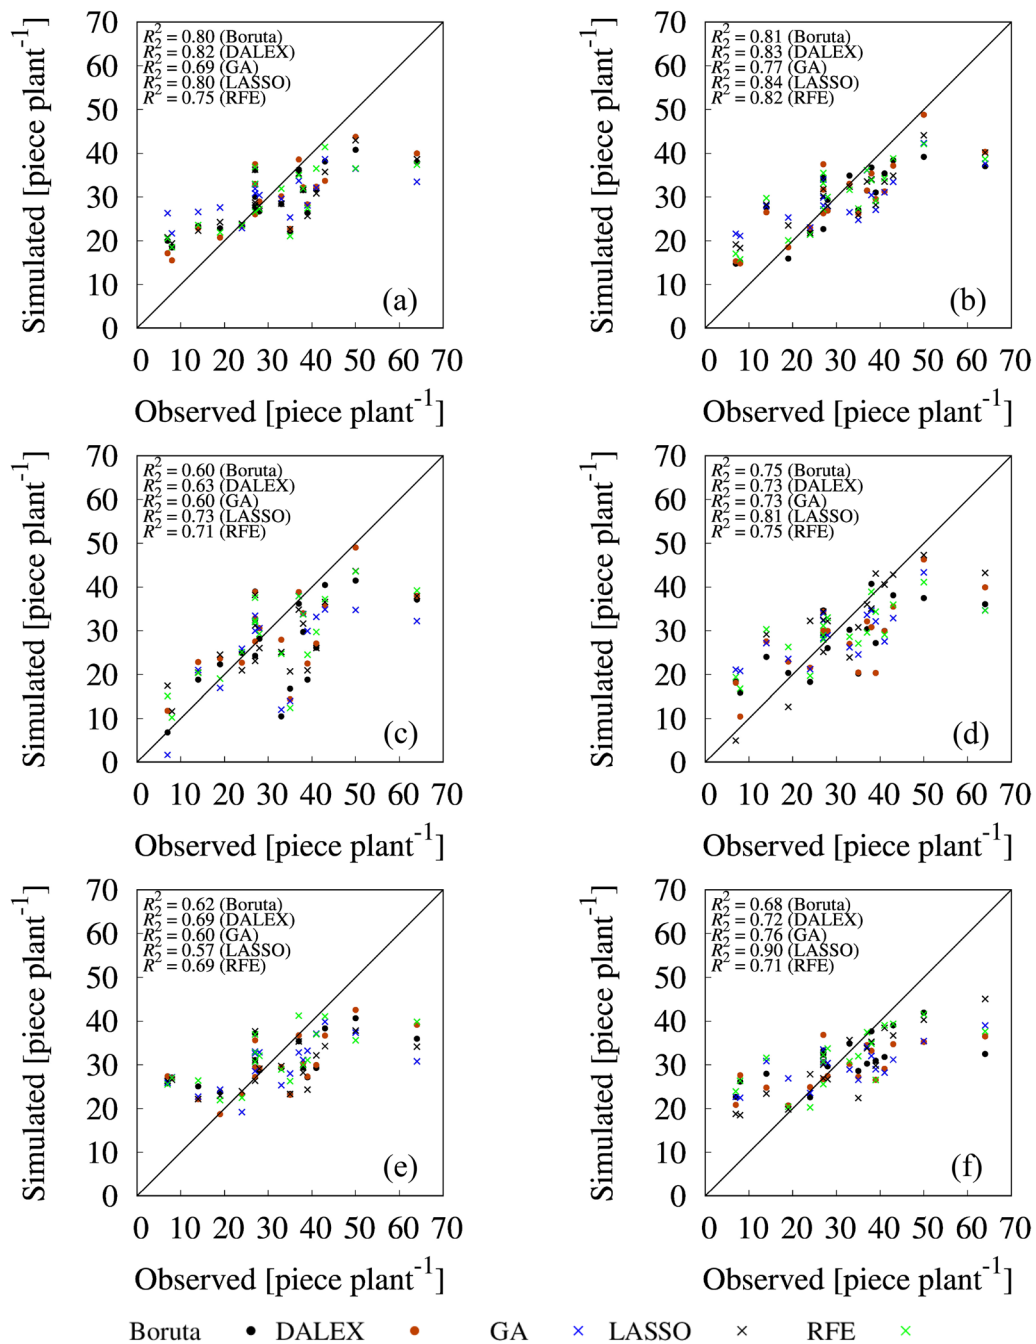 70
60
50
40
30
20
10
0
Simulated [piece plant⁻¹]
R² = 0.80 (Boruta)
R² = 0.82 (DALEX)
R² = 0.69 (GA)
R² = 0.80 (LASSO)
R² = 0.75 (RFE)
(a)
0 10 20 30 40 50 60 70
Observed [piece plant⁻¹]
70
60
50
40
30
20
10
0
Simulated [piece plant⁻¹]
R² = 0.81 (Boruta)
R² = 0.83 (DALEX)
R² = 0.77 (GA)
R² = 0.84 (LASSO)
R² = 0.82 (RFE)
(b)
0 10 20 30 40 50 60 70
Observed [piece plant⁻¹]
70
60
50
40
30
20
10
0
Simulated [piece plant⁻¹]
R² = 0.60 (Boruta)
R² = 0.63 (DALEX)
R² = 0.60 (GA)
R² = 0.73 (LASSO)
R² = 0.71 (RFE)
(c)
0 10 20 30 40 50 60 70
Observed [piece plant⁻¹]
70
60
50
40
30
20
10
0
Simulated [piece plant⁻¹]
R² = 0.75 (Boruta)
R² = 0.73 (DALEX)
R² = 0.73 (GA)
R² = 0.81 (LASSO)
R² = 0.75 (RFE)
(d)
0 10 20 30 40 50 60 70
Observed [piece plant⁻¹]
70
60
50
40
30
20
10
0
Simulated [piece plant⁻¹]
R² = 0.62 (Boruta)
R² = 0.69 (DALEX)
R² = 0.60 (GA)
R² = 0.57 (LASSO)
R² = 0.69 (RFE)
(e)
0 10 20 30 40 50 60 70
Observed [piece plant⁻¹]
70
60
50
40
30
20
10
0
Simulated [piece plant⁻¹]
R² = 0.68 (Boruta)
R² = 0.72 (DALEX)
R² = 0.76 (GA)
R² = 0.90 (LASSO)
R² = 0.71 (RFE)
(f)
0 10 20 30 40 50 60 70
Observed [piece plant⁻¹]
Boruta DALEX GA LASSO RFE